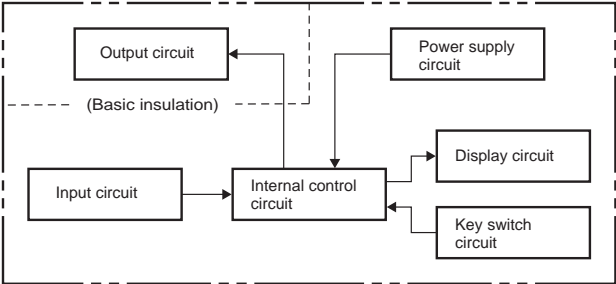 Output circuit
Power supply
circuit
(Basic insulation)
Display circuit
Input circuit
Internal control
circuit
Key switch
circuit